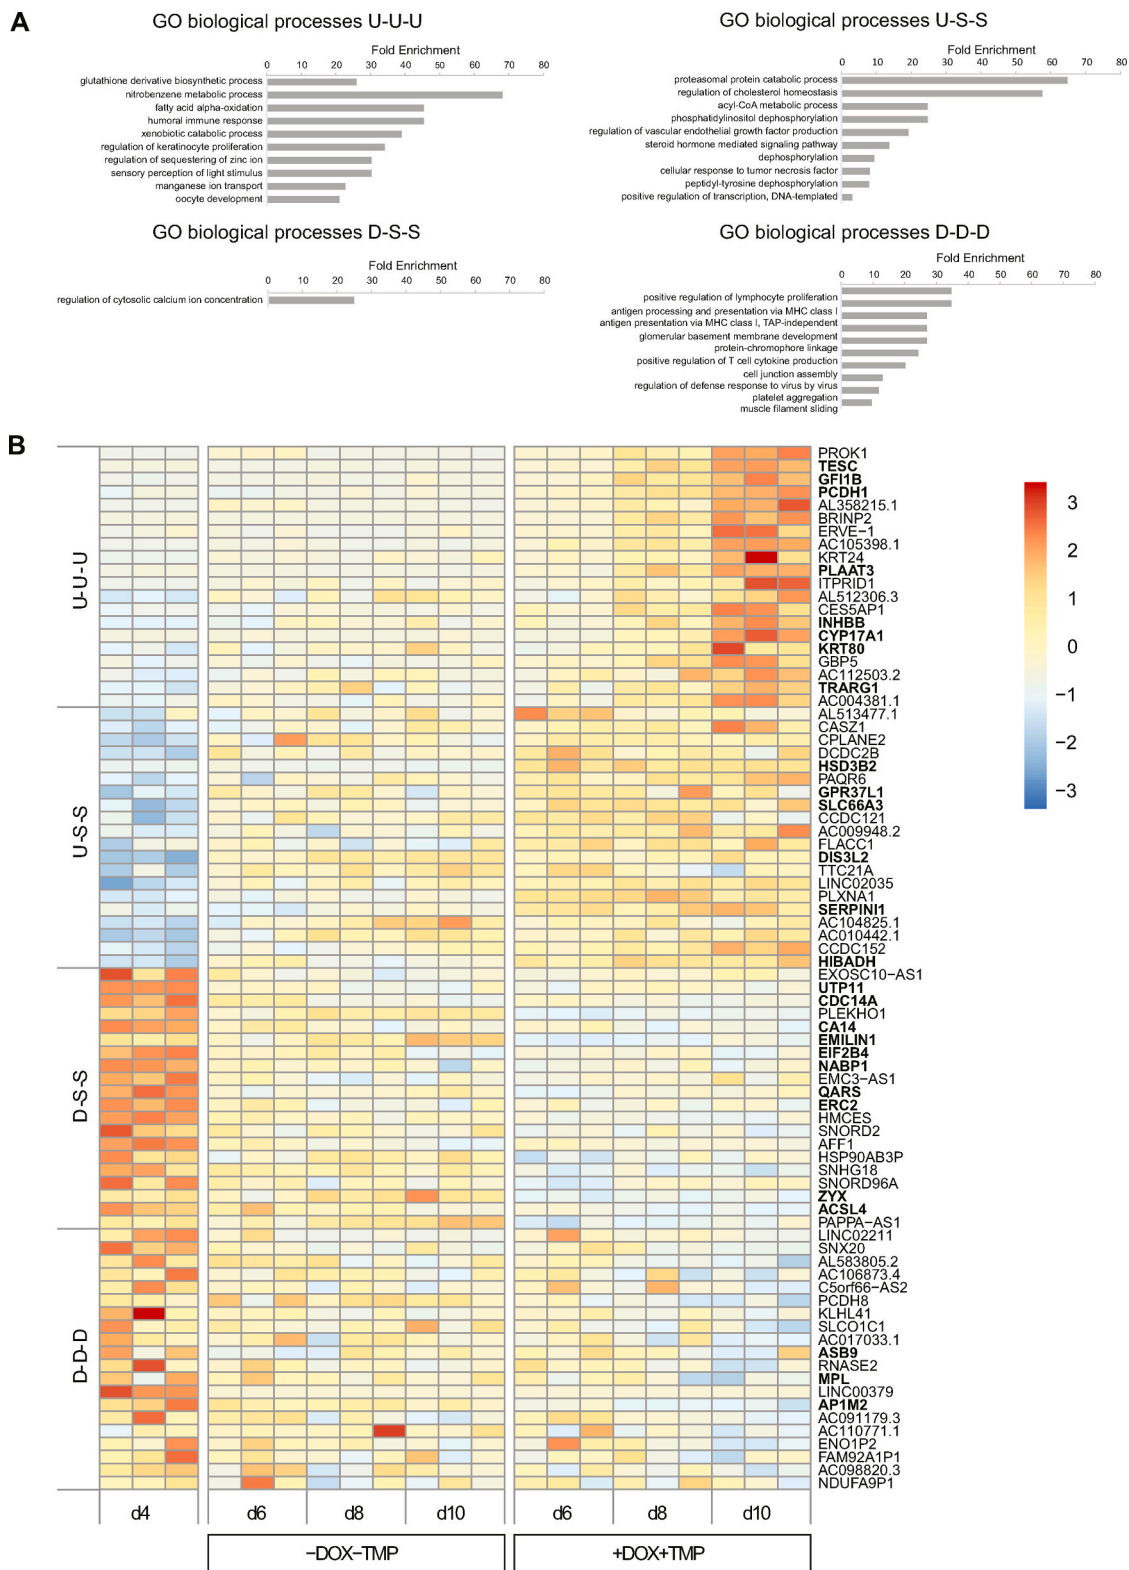 A
GO biological processes U-U-U
Fold Enrichment
0 10 20 30 40 50 60 70 80
glutathione derivative biosynthetic process
nitrobenzene metabolic process
fatty acid alpha-oxidation
humoral immune response
xenobiotic catabolic process
regulation of keratinocyte proliferation
regulation of sequestering of zinc ion
sensory perception of light stimulus
manganese ion transport
oocyte development
GO biological processes U-S-S
Fold Enrichment
0 10 20 30 40 50 60 70 80
proteasomal protein catabolic process
regulation of cholesterol homeostasis
acyl-CoA metabolic process
phosphatidylinositol dephosphorylation
regulation of vascular endothelial growth factor production
steroid hormone mediated signaling pathway
dephosphorylation
cellular response to tumor necrosis factor
peptidyl-tyrosine dephosphorylation
positive regulation of transcription, DNA-templated
GO biological processes D-S-S
Fold Enrichment
0 10 20 30 40 50 60 70 80
regulation of cytosolic calcium ion concentration
GO biological processes D-D-D
Fold Enrichment
0 10 20 30 40 50 60 70 80
positive regulation of lymphocyte proliferation
antigen processing and presentation via MHC class I
antigen presentation via MHC class I, TAP-independent
glomerular basement membrane development
protein-chromophore linkage
positive regulation of T cell cytokine production
cell junction assembly
regulation of defense response to virus by virus
platelet aggregation
muscle filament sliding
B
U-U-U
PROK1
TESC
GFI1B
PCDH1
AL358215.1
BRINP2
ERVE−1
AC105398.1
KRT24
PLAAT3
ITPRID1
AL512306.3
CES5AP1
INHBB
CYP17A1
KRT80
GBP5
AC112503.2
TRARG1
AC004381.1
U-S-S
AL513477.1
CASZ1
CPLANE2
DCDC2B
HSD3B2
PAQR6
GPR37L1
SLC66A3
CCDC121
AC009948.2
FLACC1
DIS3L2
TTC21A
LINC02035
PLXNA1
SERPINI1
AC104825.1
AC010442.1
CCDC152
HIBADH
D-S-S
EXOSC10−AS1
UTP11
CDC14A
PLEKHO1
CA14
EMILIN1
EIF2B4
NABP1
EMC3−AS1
QARS
ERC2
HMCES
SNORD2
AFF1
HSP90AB3P
SNHG18
SNORD96A
ZYX
ACSL4
PAPPA−AS1
D-D-D
LINC02211
SNX20
AL583805.2
AC106873.4
C5orf66−AS2
PCDH8
KLHL41
SLCO1C1
AC017033.1
ASB9
RNASE2
MPL
LINC00379
AP1M2
AC091179.3
AC110771.1
ENO1P2
FAM92A1P1
AC098820.3
NDUFA9P1
3
2
1
0
−1
−2
−3
d4 d6 d8 d10 d6 d8 d10
−DOX−TMP +DOX+TMP